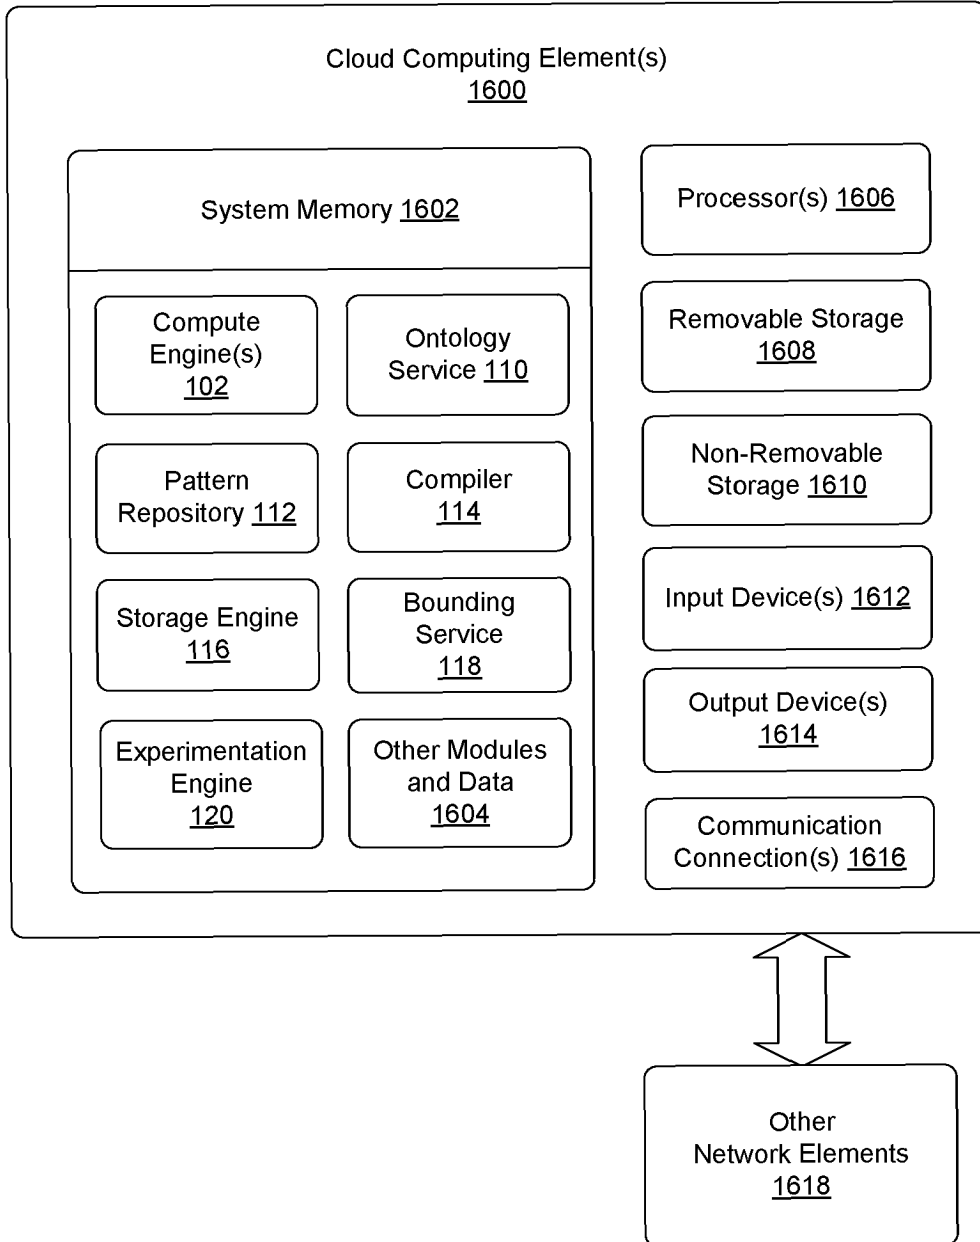 Cloud Computing Element(s)
1600
System Memory 1602
Compute
Engine(s)
102
Ontology
Service 110
Pattern
Repository 112
Compiler
114
Storage Engine
116
Bounding
Service
118
Experimentation
Engine
120
Other Modules
and Data
1604
Processor(s) 1606
Removable Storage
1608
Non-Removable
Storage 1610
Input Device(s) 1612
Output Device(s)
1614
Communication
Connection(s) 1616
Other
Network Elements
1618